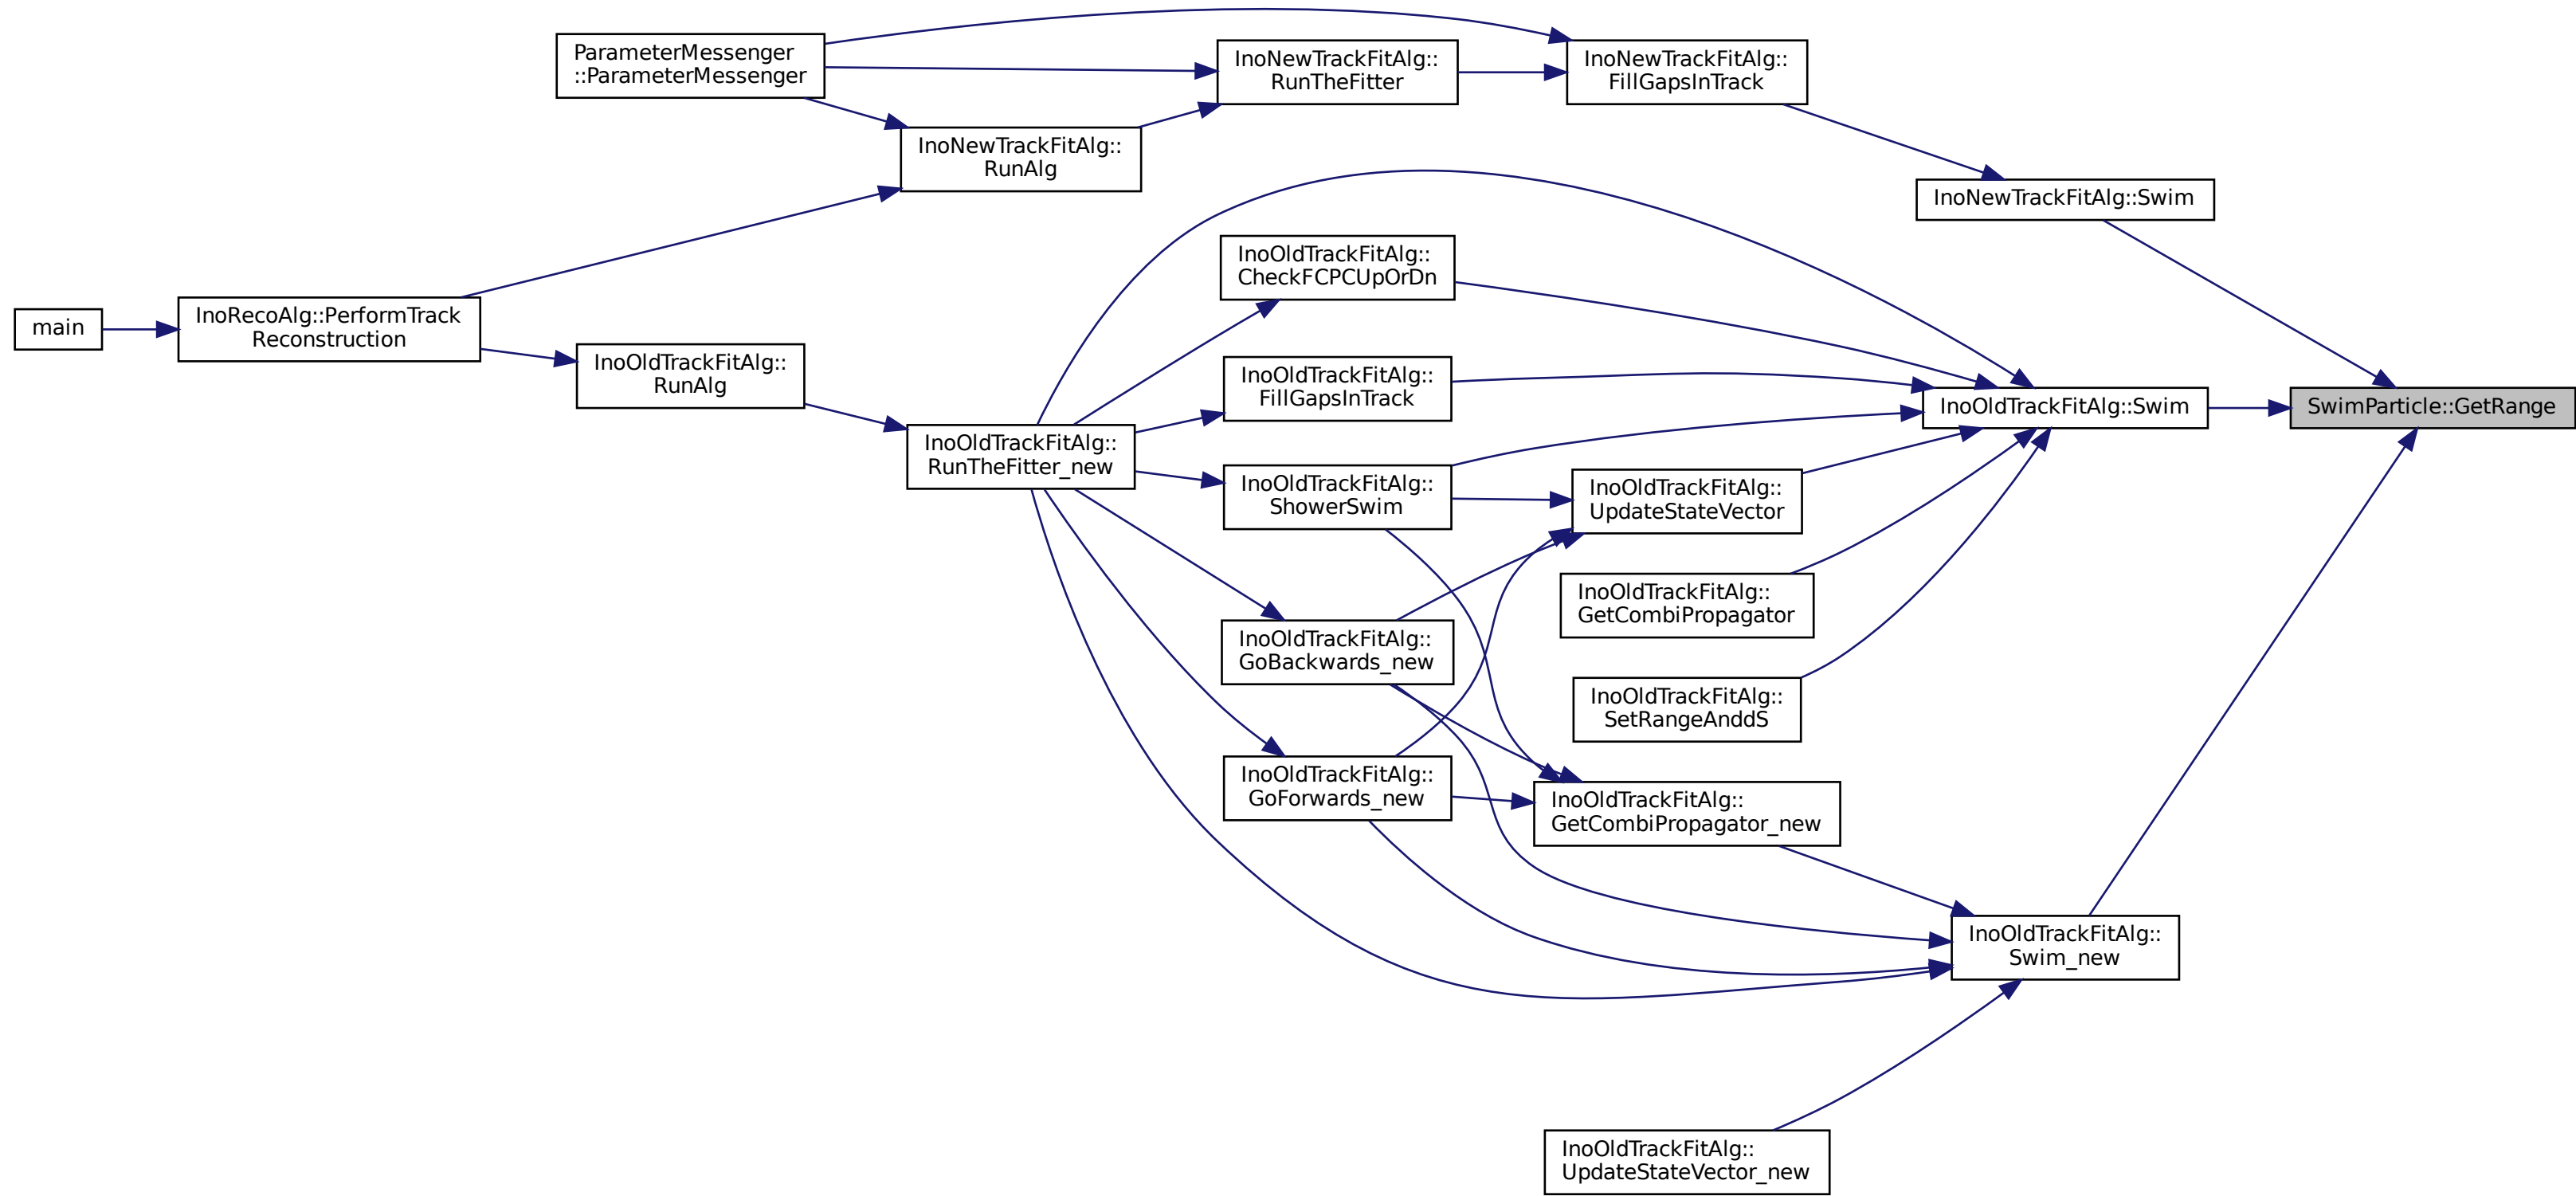 ParameterMessenger
::ParameterMessenger
InoNewTrackFitAlg::
RunTheFitter
InoNewTrackFitAlg::
FillGapsInTrack
InoNewTrackFitAlg::
RunAlg
InoNewTrackFitAlg::Swim
InoOldTrackFitAlg::
CheckFCPCUpOrDn
main
InoRecoAlg::PerformTrack
Reconstruction
InoOldTrackFitAlg::
RunAlg
InoOldTrackFitAlg::
FillGapsInTrack
InoOldTrackFitAlg::Swim
SwimParticle::GetRange
InoOldTrackFitAlg::
RunTheFitter_new
InoOldTrackFitAlg::
ShowerSwim
InoOldTrackFitAlg::
UpdateStateVector
InoOldTrackFitAlg::
GetCombiPropagator
InoOldTrackFitAlg::
GoBackwards_new
InoOldTrackFitAlg::
SetRangeAnddS
InoOldTrackFitAlg::
GoForwards_new
InoOldTrackFitAlg::
GetCombiPropagator_new
InoOldTrackFitAlg::
Swim_new
InoOldTrackFitAlg::
UpdateStateVector_new